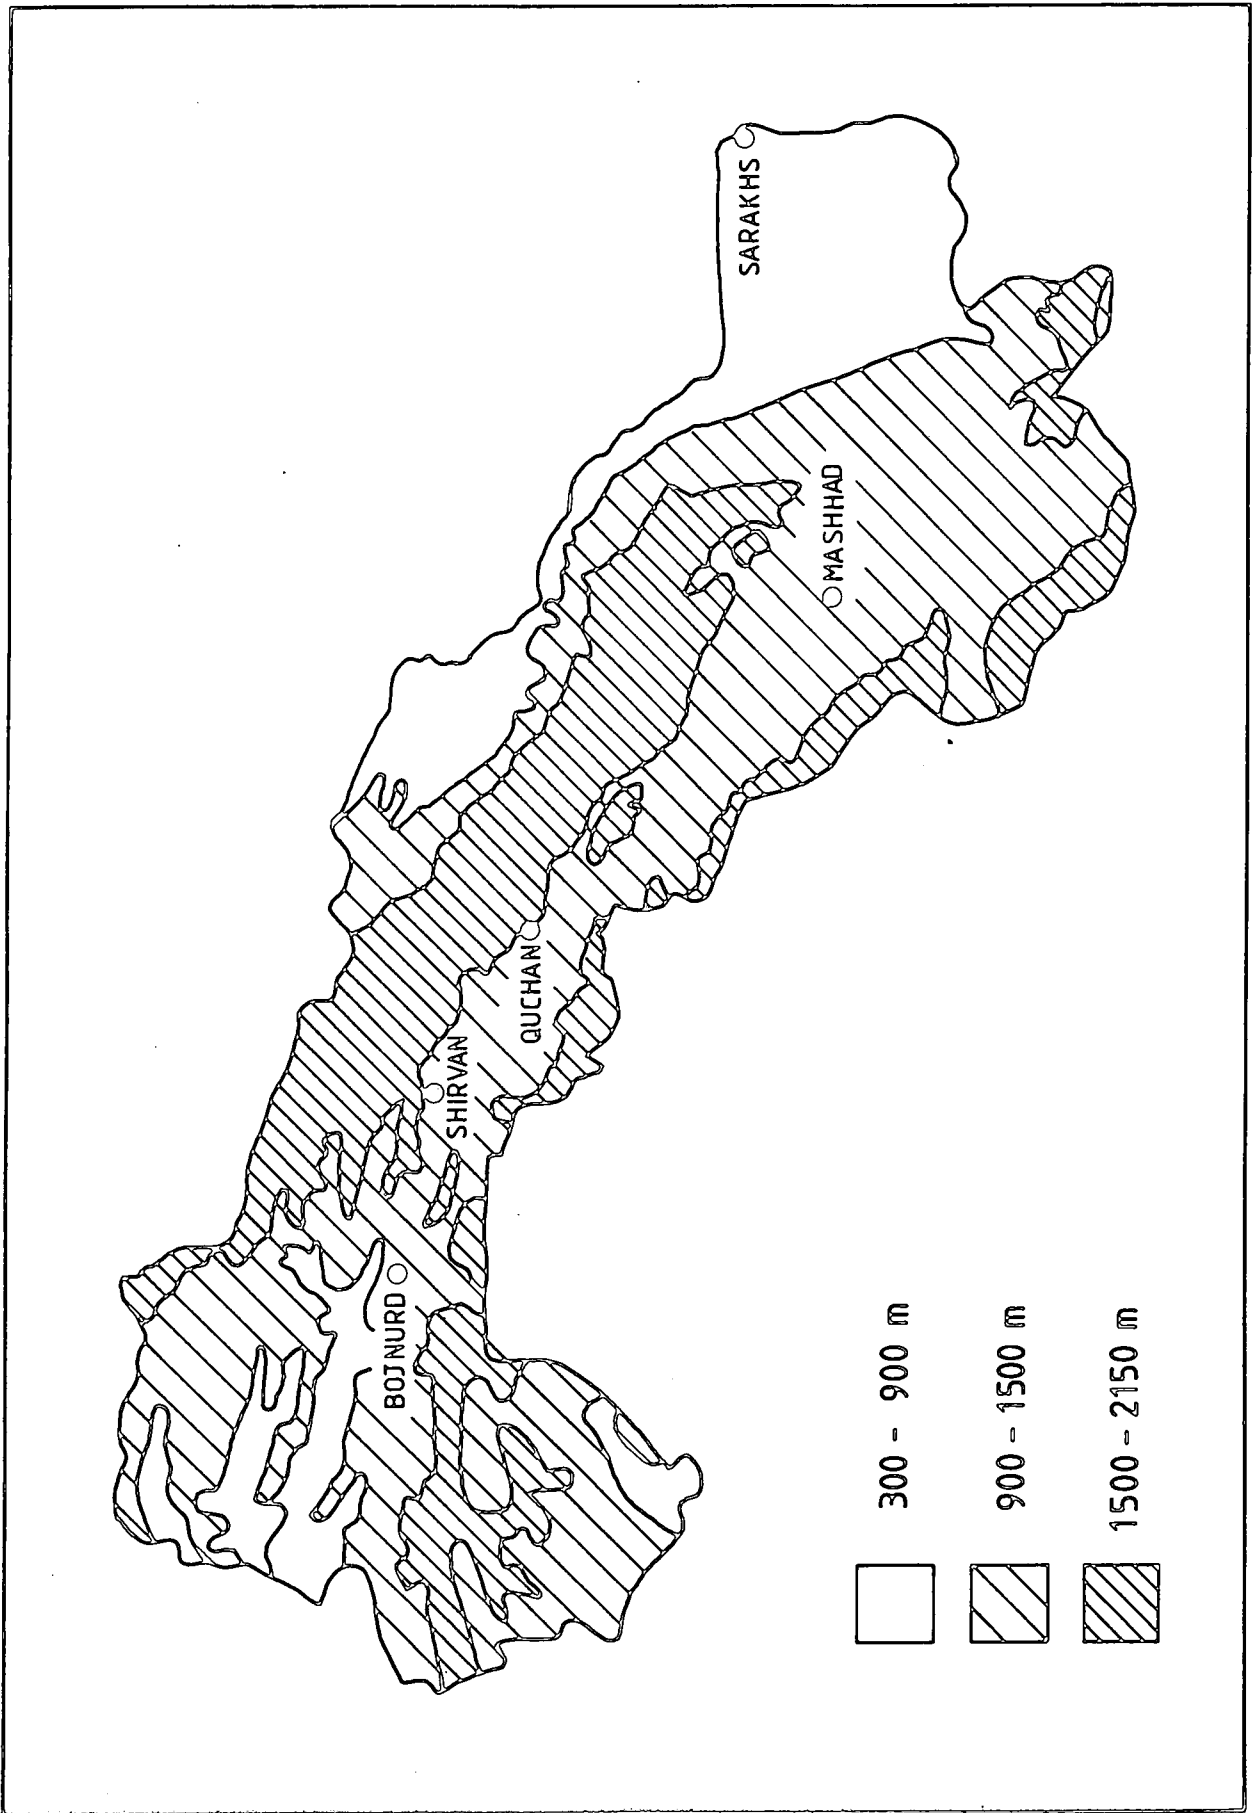 SARAKHS
MASHHAD
QUCHAN
SHIRVAN
BOJNURD
300 - 900 m
900 - 1500 m
1500 - 2150 m